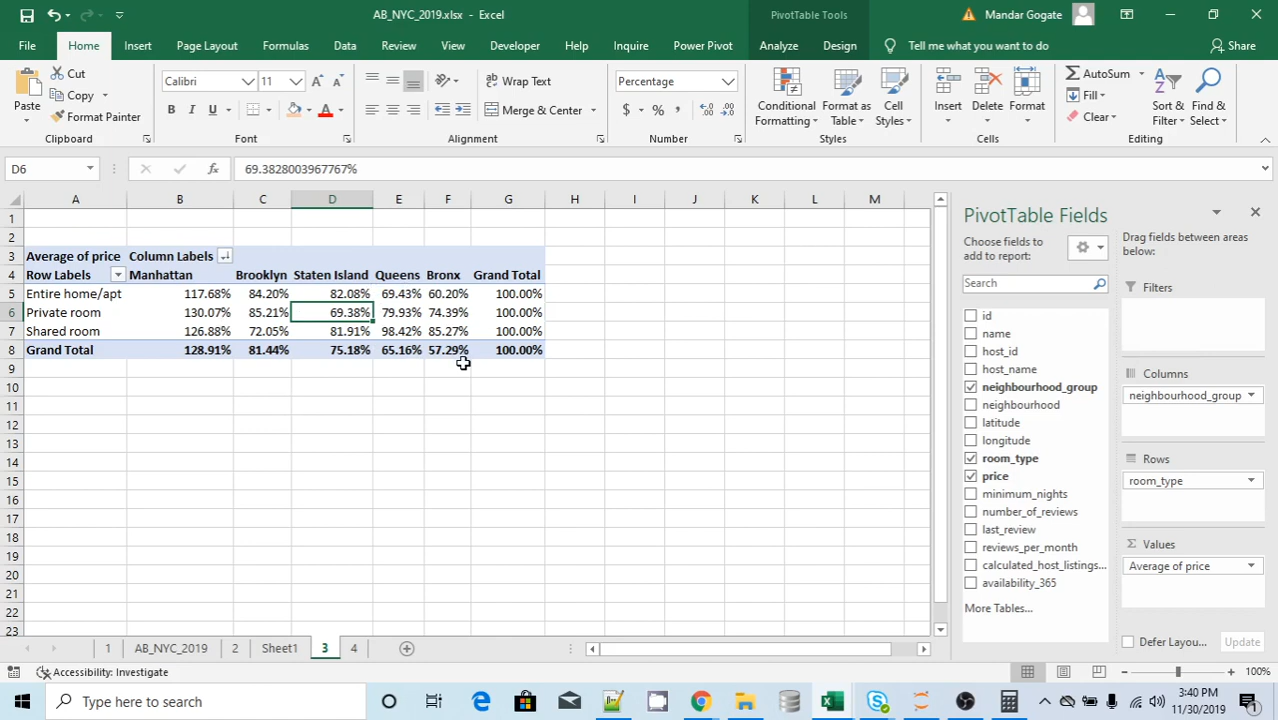 AB_NYC_2019.xlsx - Excel
PivotTable Tools
Mandar Gogate
File Home Insert Page Layout Formulas Data Review View Developer Help Inquire Power Pivot Analyze Design Tell me what you want to do Share
Paste
Cut
Copy
Format Painter
Clipboard
Calibri 11
B I U
Font
Wrap Text
Merge & Center
Alignment
Percentage
$ % ,
Number
Conditional Formatting
Format as Table
Cell Styles
Styles
Insert
Delete
Format
Cells
AutoSum
Fill
Clear
Sort & Filter
Find & Select
Editing
D6 fx 69.3828003967767%
A B C D E F G H I J K L M
1
2
3 Average of price Column Labels
4 Row Labels Manhattan Brooklyn Staten Island Queens Bronx Grand Total
5 Entire home/apt 117.68% 84.20% 82.08% 69.43% 60.20% 100.00%
6 Private room 130.07% 85.21% 69.38% 79.93% 74.39% 100.00%
7 Shared room 126.88% 72.05% 81.91% 98.42% 85.27% 100.00%
8 Grand Total 128.91% 81.44% 75.18% 65.16% 57.29% 100.00%
9
10
11
12
13
14
15
16
17
18
19
20
21
22
23
PivotTable Fields
Choose fields to add to report:
Search
id
name
host_id
host_name
neighbourhood_group
neighbourhood
latitude
longitude
room_type
price
minimum_nights
number_of_reviews
last_review
reviews_per_month
calculated_host_listings...
availability_365
More Tables...
Drag fields between areas below:
Filters
Columns
neighbourhood_group
Rows
room_type
Σ Values
Average of price
Defer Layou... Update
1 AB_NYC_2019 2 Sheet1 3 4
Accessibility: Investigate
100%
Type here to search
3:40 PM
11/30/2019
1